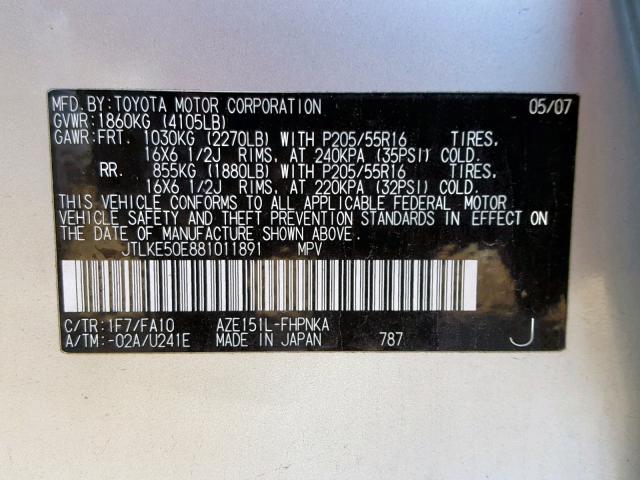 MFD. BY: TOYOTA MOTOR CORPORATION 05/07
GVWR: 1860KG (4105LB)
GAWR: FRT. 1030KG (2270LB) WITH P205/55R16 TIRES,
16X6 1/2J RIMS, AT 240KPA (35PSI) COLD.
RR. 855KG (1880LB) WITH P205/55R16 TIRES,
16X6 1/2J RIMS, AT 220KPA (32PSI) COLD.
THIS VEHICLE CONFORMS TO ALL APPLICABLE FEDERAL MOTOR
VEHICLE SAFETY AND THEFT PREVENTION STANDARDS IN EFFECT ON
THE DATE OF MANUFACTURE SHOWN ABOVE.
JTLKE50E881011891 MPV
C/TR: 1F7/FA10 AZE151L-FHPNKA
A/TM: -02A/U241E MADE IN JAPAN 787 J